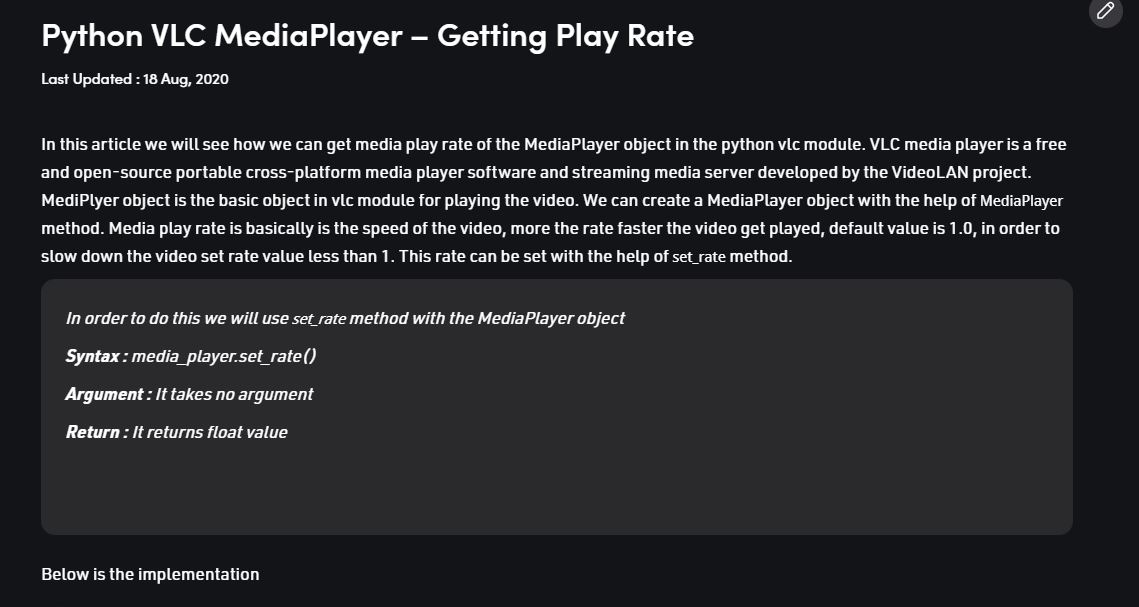 Python VLC MediaPlayer – Getting Play Rate
Last Updated : 18 Aug, 2020
In this article we will see how we can get media play rate of the MediaPlayer object in the python vlc module. VLC media player is a free
and open-source portable cross-platform media player software and streaming media server developed by the VideoLAN project.
MediPlyer object is the basic object in vlc module for playing the video. We can create a MediaPlayer object with the help of MediaPlayer
method. Media play rate is basically is the speed of the video, more the rate faster the video get played, default value is 1.0, in order to
slow down the video set rate value less than 1. This rate can be set with the help of set_rate method.
In order to do this we will use set_rate method with the MediaPlayer object
Syntax : media_player.set_rate()
Argument : It takes no argument
Return : It returns float value
Below is the implementation